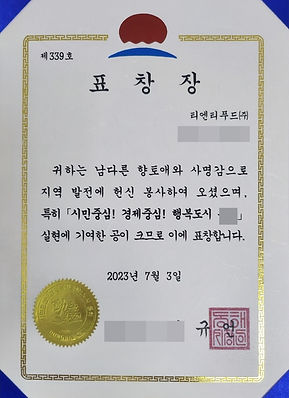 제339호
표창장
리엔리푸드㈜
귀하는 남다른 향토애와 사명감으로
지역 발전에 헌신 봉사하여 오셨으며,
특히 「시민중심! 경제중심! 행복도시 」
실현에 기여한 공이 크므로 이에 표창합니다.
2023년 7월 3일
규